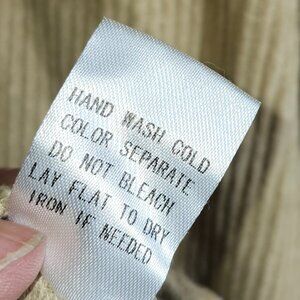 HAND WASH COLD
COLOR SEPARATE
DO NOT BLEACH
LAY FLAT TO DRY
IRON IF NEEDED